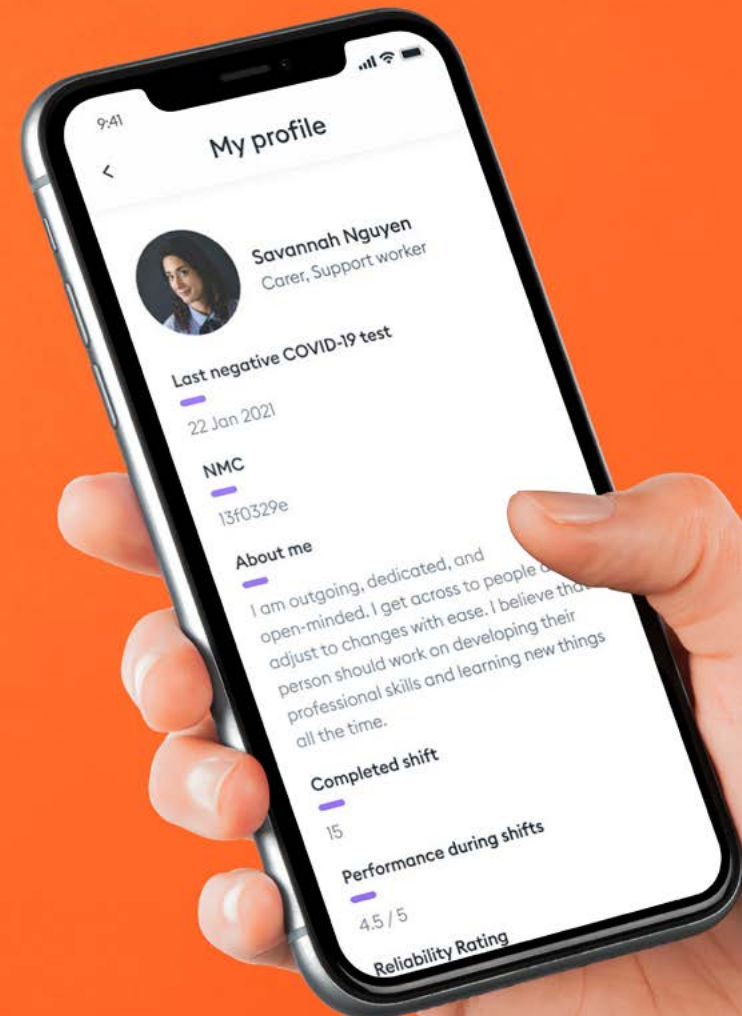 9:41
My profile
Savannah Nguyen
Carer, Support worker
Last negative COVID-19 test
22 Jan 2021
NMC
13f0329e
About me
I am outgoing, dedicated, and
open-minded. I get across to people
adjust to changes with ease. I believe
person should work on developing their
professional skills and learning new things
all the time.
Completed shift
15
Performance during shifts
4.5 / 5
Reliability Rating